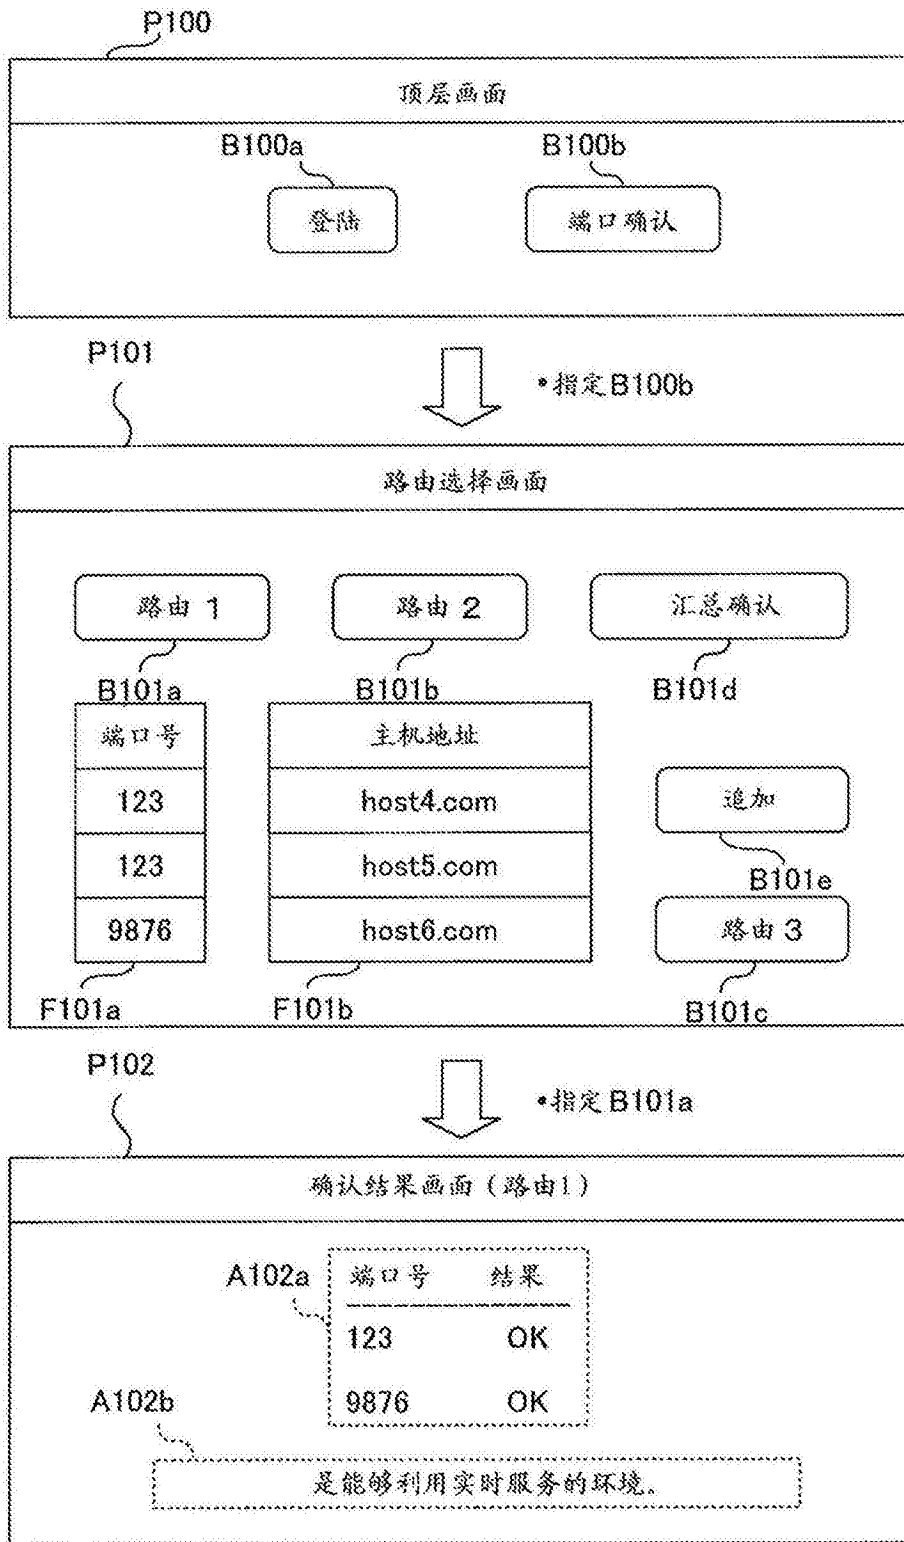 P100
顶层画面
B100a B100b
登陆 端口确认
P101
•指定B100b
路由选择画面
路由1 路由2 汇总确认
B101a B101b B101d
端口号 主机地址
123 host4.com 追加
123 host5.com
B101e
9876 host6.com 路由3
F101a F101b B101c
P102
•指定B101a
确认结果画面(路由1)
A102a 端口号 结果
123 OK
9876 OK
A102b
是能够利用实时服务的环境。